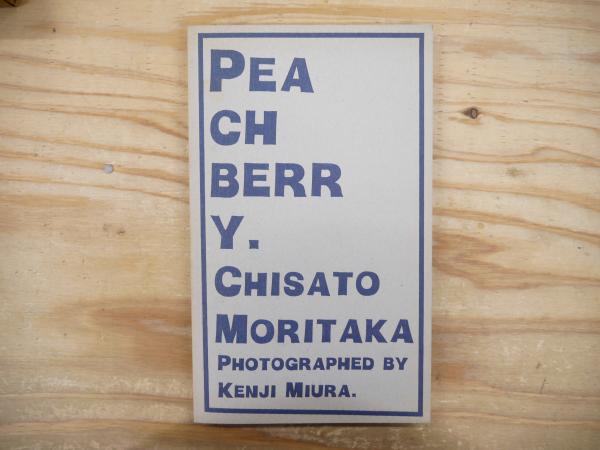 PEA
CH
BERR
Y.
CHISATO
MORITAKA
PHOTOGRAPHED BY
KENJI MIURA.